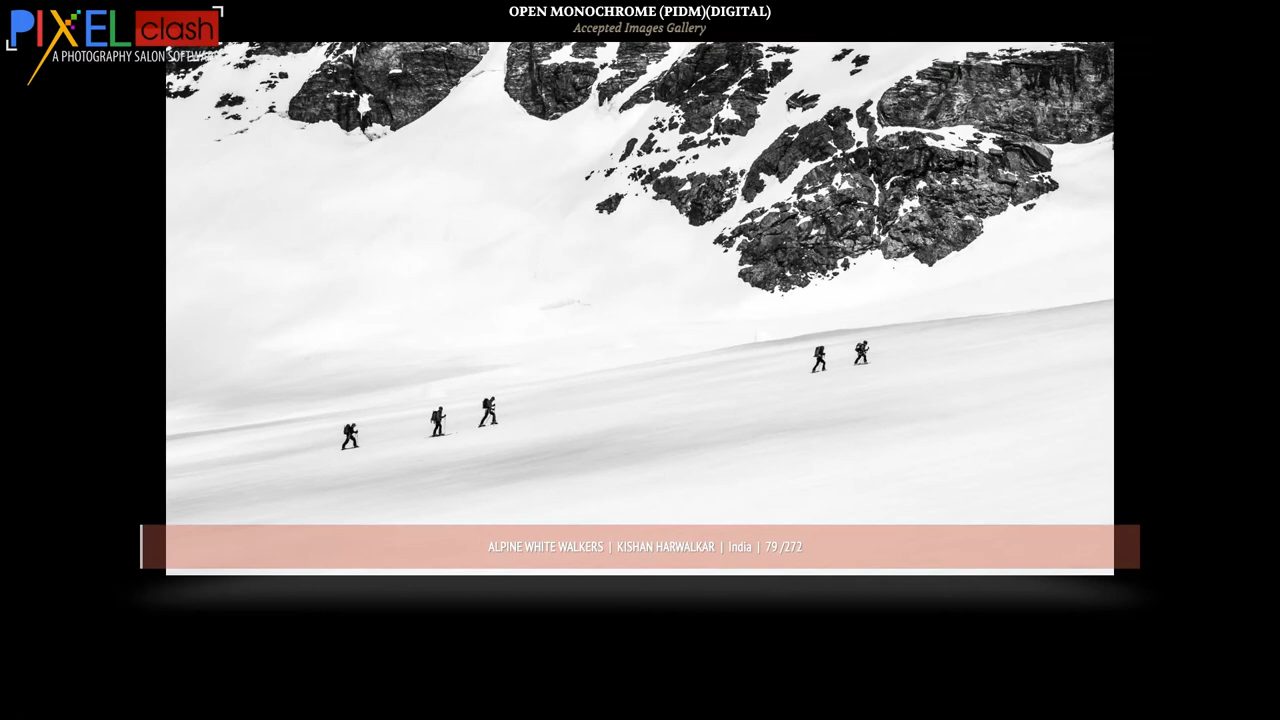 OPEN MONOCHROME (PIDM)(DIGITAL)
Accepted Images Gallery
PIXEL clash
A PHOTOGRAPHY SALON SOFTWARE
ALPINE WHITE WALKERS | KISHAN HARWALKAR | India | 79 /272